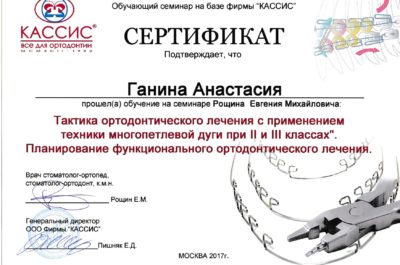 Обучающий семинар на базе фирмы "КАССИС"
КАССИС
ВСЕ ДЛЯ ОРТОДОНТИИ
СЕРТИФИКАТ
Подтверждает, что
Ганина Анастасия
прошел(а) обучение на семинаре Рощина Евгения Михайловича:
Тактика ортодонтического лечения с применением
техники многопетлевой дуги при II и III классах".
Планирование функционального ортодонтического лечения.
Врач стоматолог-ортопед,
стоматолог-ортодонт, к.м.н.
Рощин Е.М.
Генеральный директор
ООО Фирмы "КАССИС"
Пишняк Е.Д.
МОСКВА 2017г.